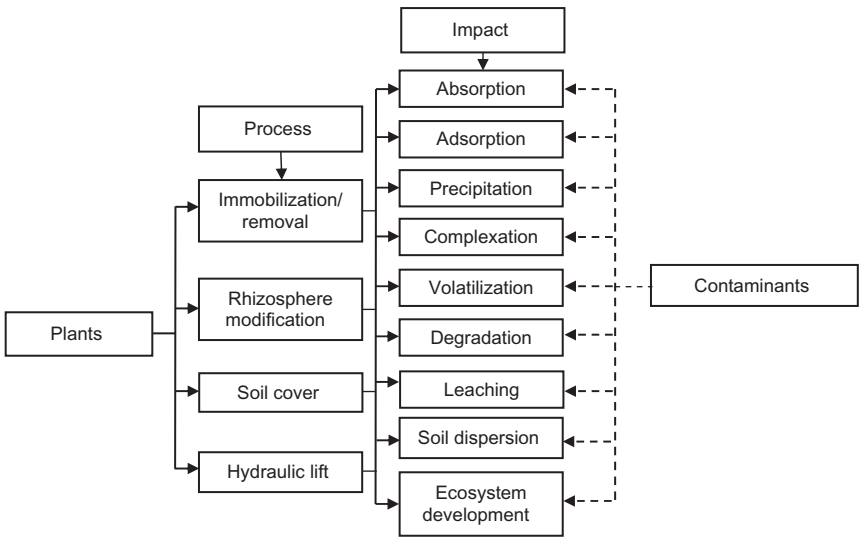 Impact
Absorption
Process
Adsorption
Immobilization/
removal
Precipitation
Complexation
Volatilization
Contaminants
Rhizosphere
modification
Plants
Degradation
Soil cover
Leaching
Soil dispersion
Hydraulic lift
Ecosystem
development